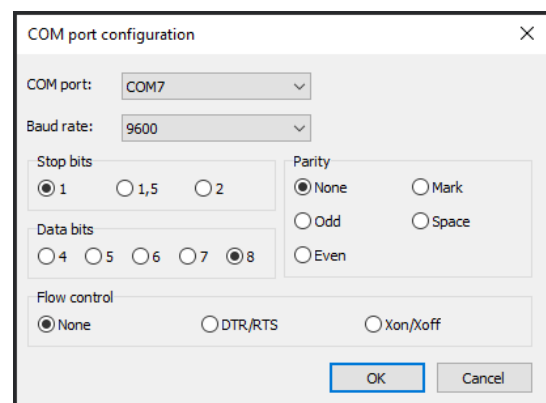 COM port configuration
COM port:
COM7
Baud rate:
9600
Stop bits
1
1,5
2
Data bits
4
5
6
7
8
Parity
None
Mark
Odd
Space
Even
Flow control
None
DTR/RTS
Xon/Xoff
OK
Cancel